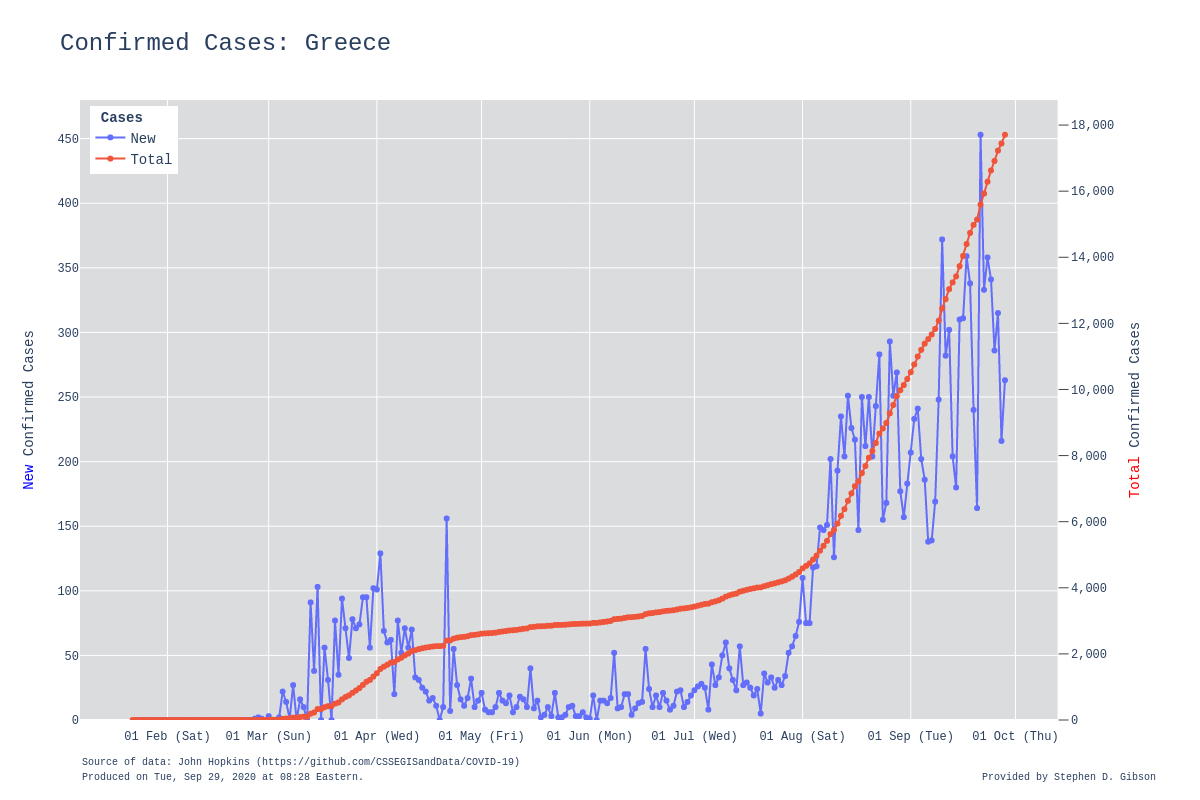 Confirmed Cases: Greece
Cases
New
Total
450
400
350
300
250
200
150
100
50
0
New Confirmed Cases
18,000
16,000
14,000
12,000
10,000
8,000
6,000
4,000
2,000
0
Total Confirmed Cases
01 Feb (Sat) 01 Mar (Sun) 01 Apr (Wed) 01 May (Fri) 01 Jun (Mon) 01 Jul (Wed) 01 Aug (Sat) 01 Sep (Tue) 01 Oct (Thu)
Source of data: John Hopkins (https://github.com/CSSEGISandData/COVID-19)
Produced on Tue, Sep 29, 2020 at 08:28 Eastern.
Provided by Stephen D. Gibson